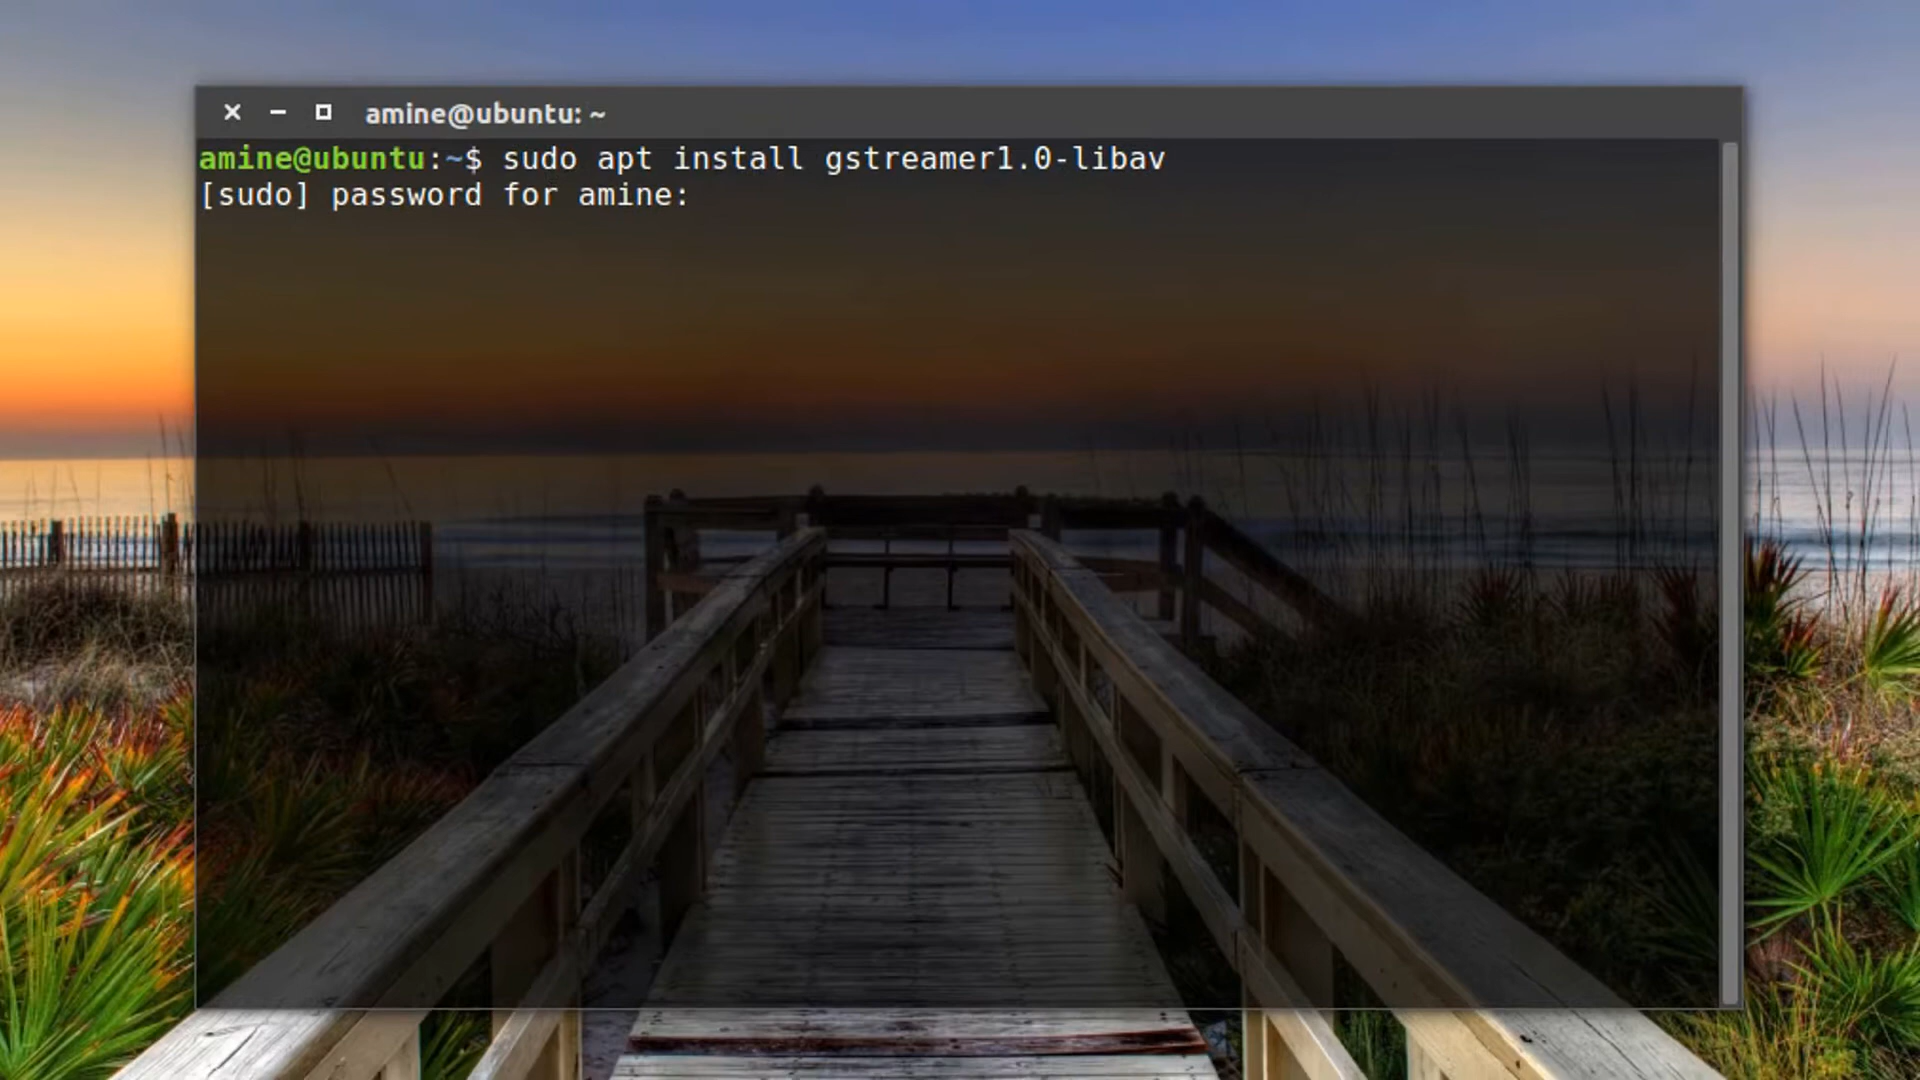 amine@ubuntu: ~
amine@ubuntu:~$ sudo apt install gstreamer1.0-libav
[sudo] password for amine: